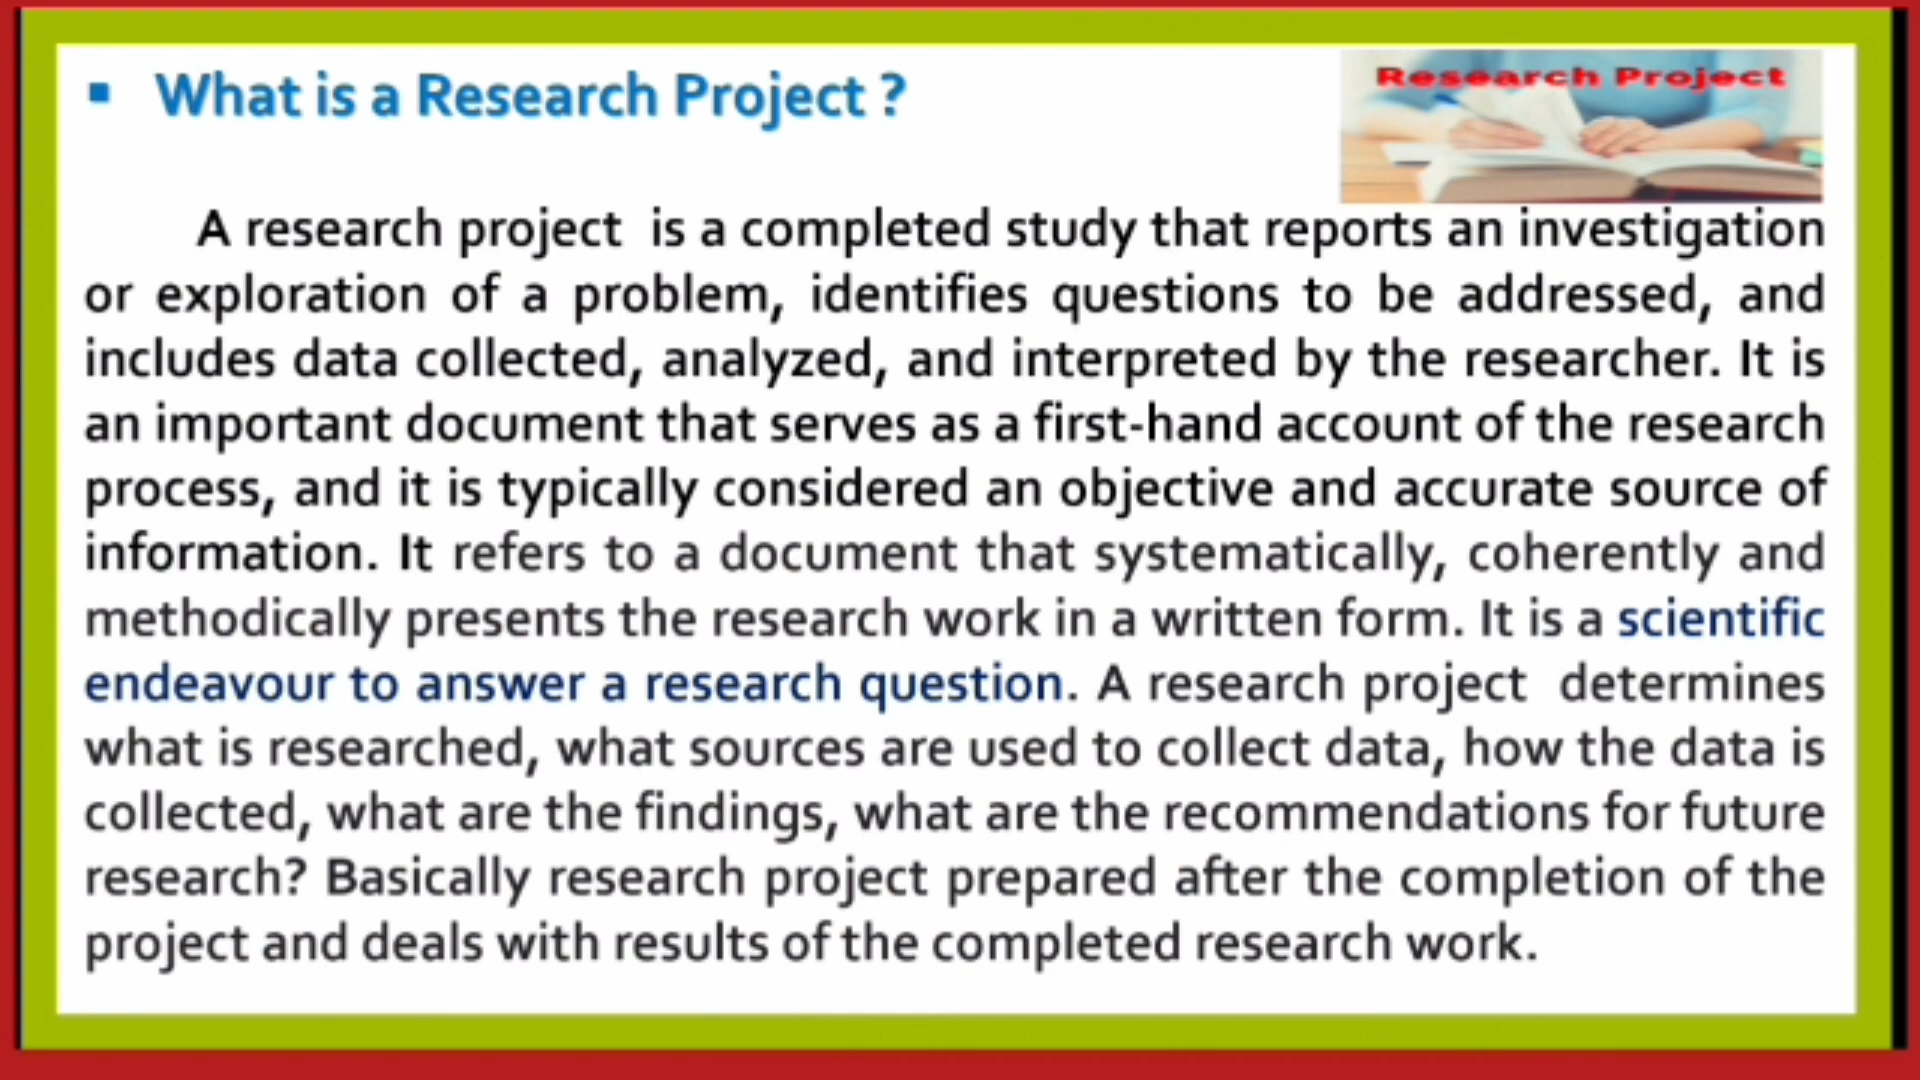 What is a Research Project ?
Research Project
A research project is a completed study that reports an investigation
or exploration of a problem, identifies questions to be addressed, and
includes data collected, analyzed, and interpreted by the researcher. It is
an important document that serves as a first-hand account of the research
process, and it is typically considered an objective and accurate source of
information. It refers to a document that systematically, coherently and
methodically presents the research work in a written form. It is a scientific
endeavour to answer a research question. A research project determines
what is researched, what sources are used to collect data, how the data is
collected, what are the findings, what are the recommendations for future
research? Basically research project prepared after the completion of the
project and deals with results of the completed research work.